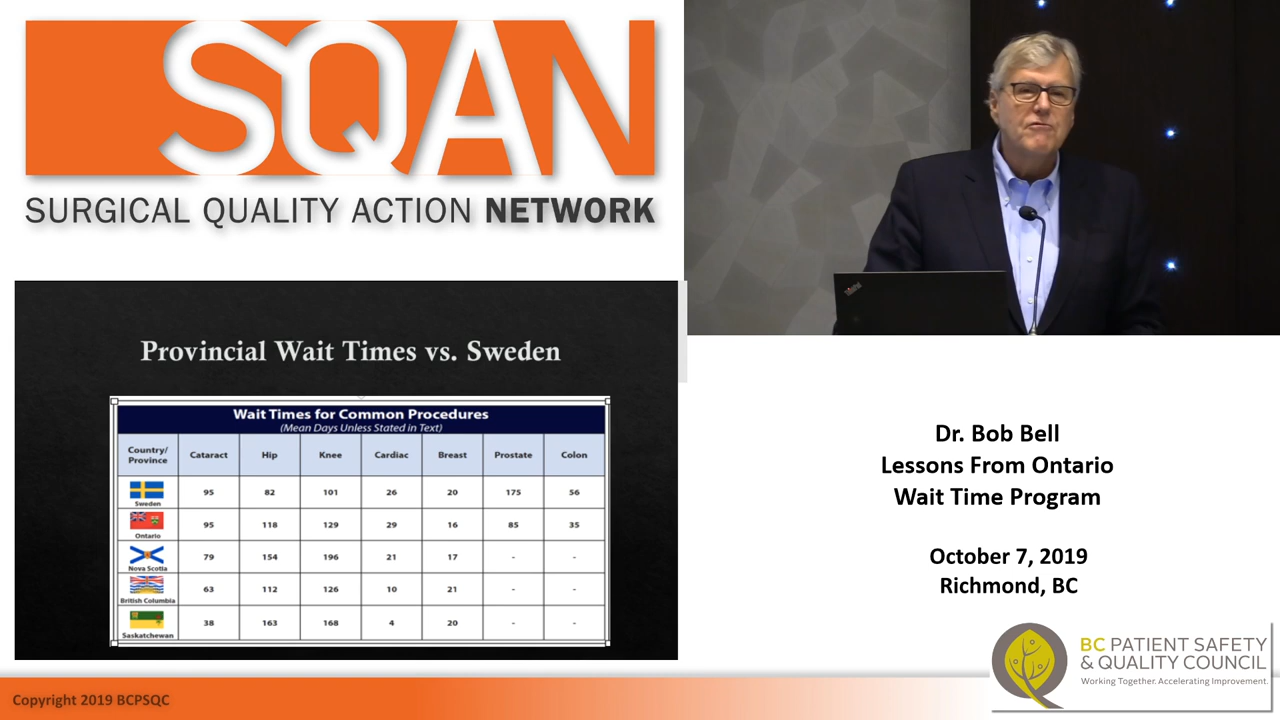 SQAN
SURGICAL QUALITY ACTION NETWORK
Provincial Wait Times vs. Sweden
Wait Times for Common Procedures
(Mean Days Unless Stated in Text)
Country/
Province
Cataract Hip Knee Cardiac Breast Prostate Colon
Sweden 95 82 101 26 20 175 56
Ontario 95 118 129 29 16 85 35
Nova Scotia 79 154 196 21 17 - -
British Columbia 63 112 126 10 21 - -
Saskatchewan 38 163 168 4 20 - -
ThinkPad
Dr. Bob Bell
Lessons From Ontario
Wait Time Program
October 7, 2019
Richmond, BC
BC PATIENT SAFETY
& QUALITY COUNCIL
Working Together. Accelerating Improvement.
Copyright 2019 BCPSQC